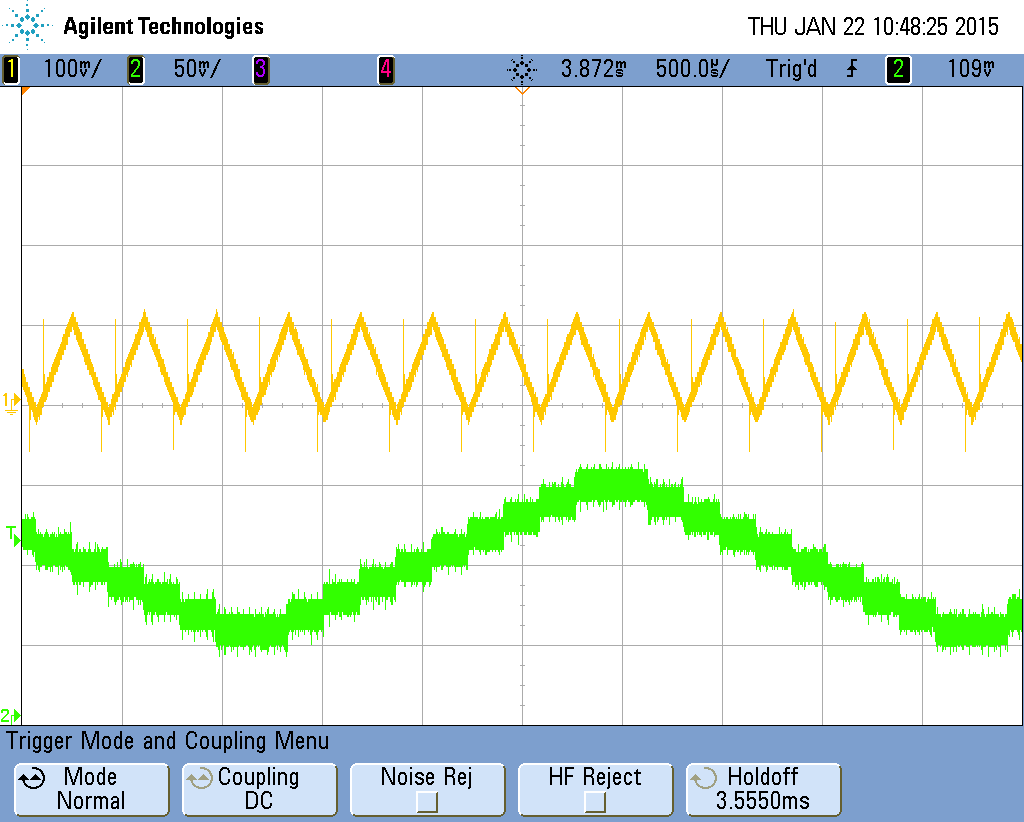 Agilent Technologies THU JAN 22 10:48:25 2015
1 100mV/ 2 50mV/ 3 4 3.872ms 500.0µs/ Trig'd 2 109mV
1
T
2
Trigger Mode and Coupling Menu
Mode Coupling Noise Rej HF Reject Holdoff
Normal DC 3.5550ms